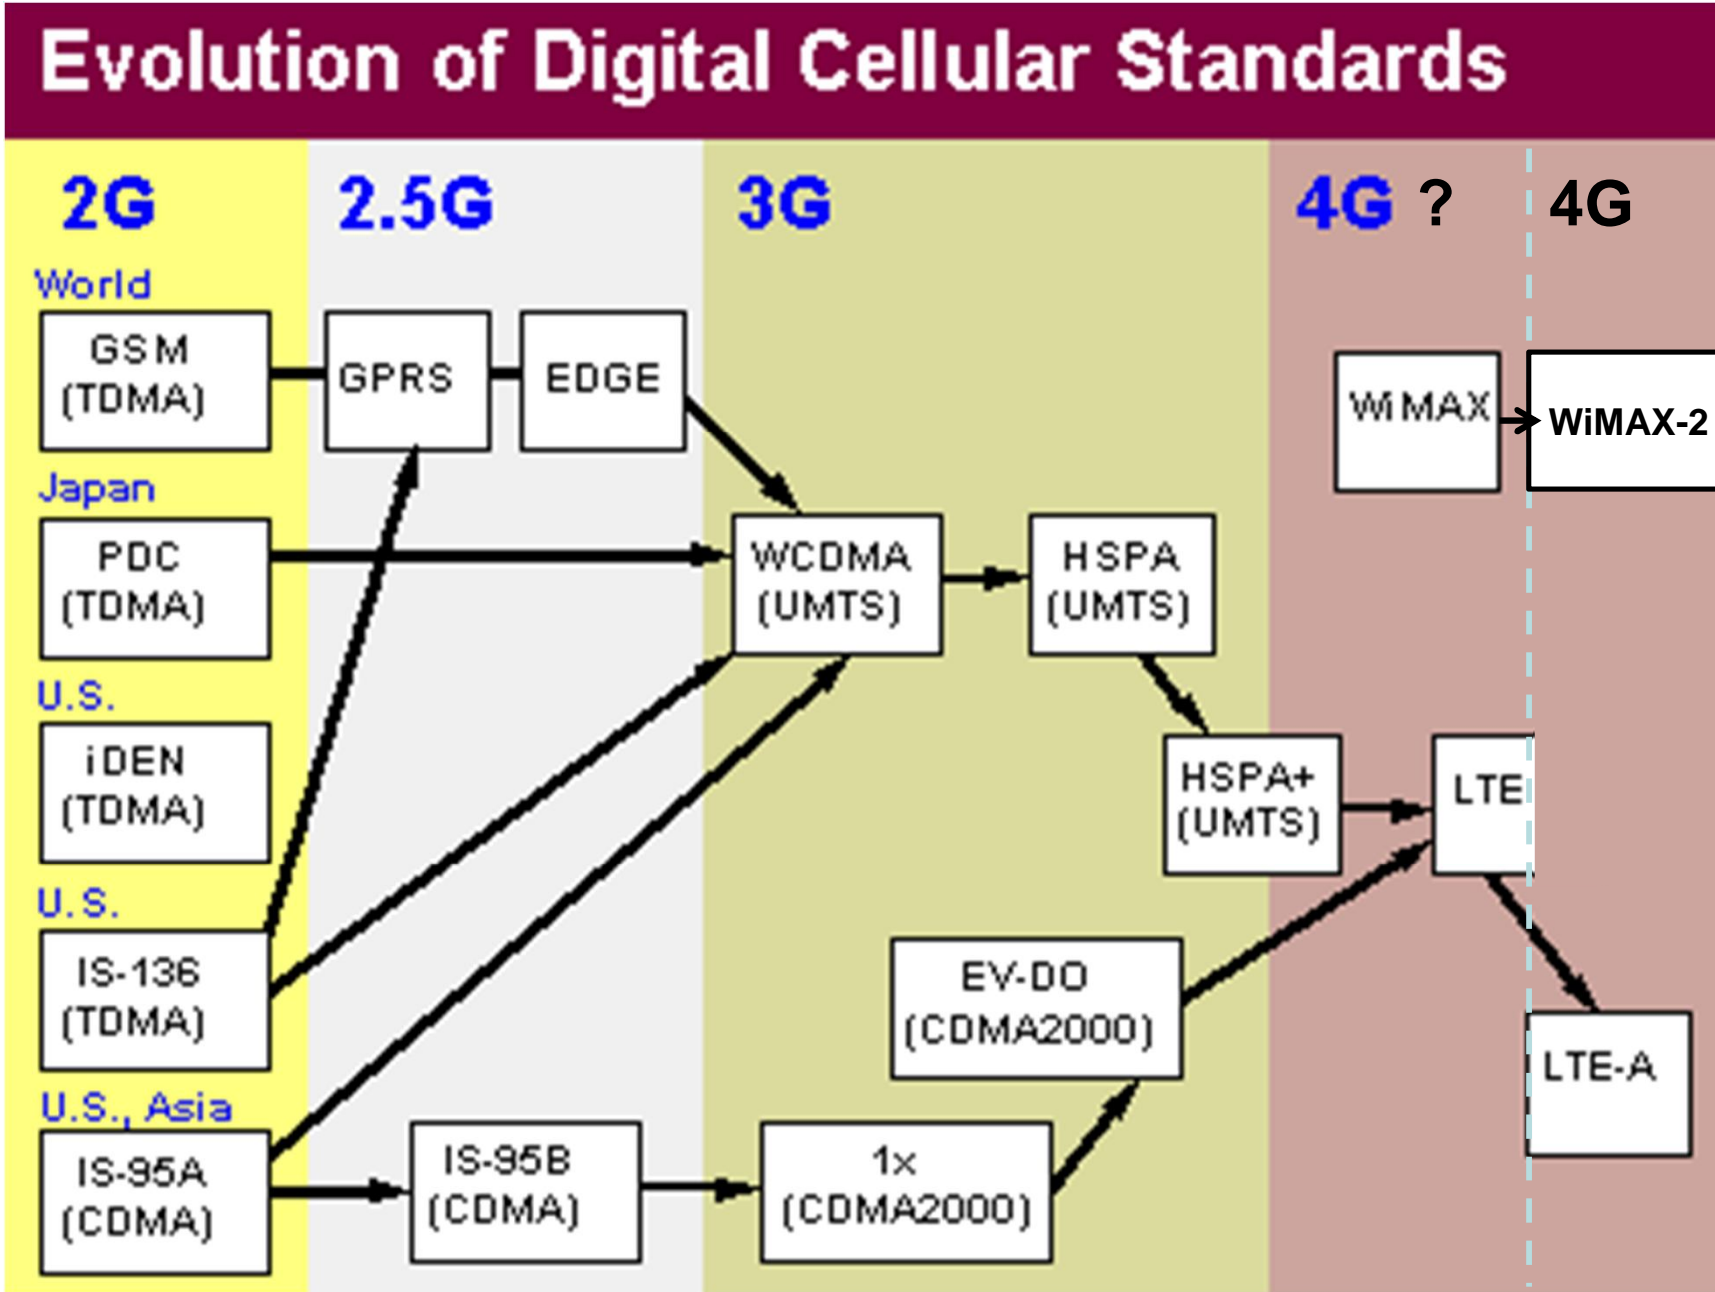 Evolution of Digital Cellular Standards
2G
2.5G
3G
4G ?
4G
World
GSM
(TDMA)
GPRS
EDGE
WiMAX
WiMAX-2
Japan
PDC
(TDMA)
WCDMA
(UMTS)
HSPA
(UMTS)
U.S.
iDEN
(TDMA)
HSPA+
(UMTS)
LTE
U.S.
IS-136
(TDMA)
EV-DO
(CDMA2000)
LTE-A
U.S., Asia
IS-95A
(CDMA)
IS-95B
(CDMA)
1x
(CDMA2000)